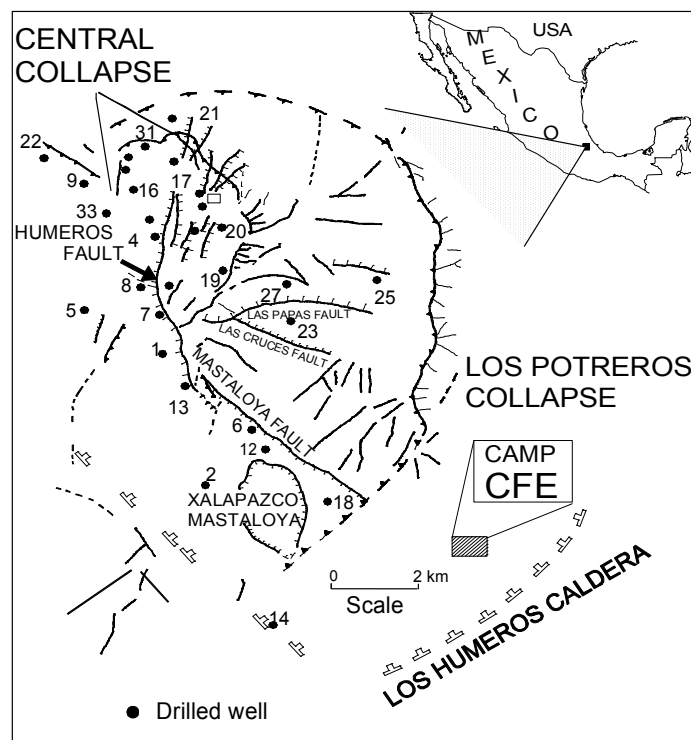 CENTRAL
COLLAPSE
USA
MEXICO
21
31
22
9
17
16
33
HUMEROS
FAULT
4
20
19
8
27
25
5
7
LAS PAPAS FAULT
23
LAS CRUCES FAULT
1
MASTALOYA FAULT
LOS POTREROS
COLLAPSE
13
6
12
CAMP
CFE
2
XALAPAZCO
MASTALOYA
18
0 2 km
Scale
14
LOS HUMEROS CALDERA
Drilled well